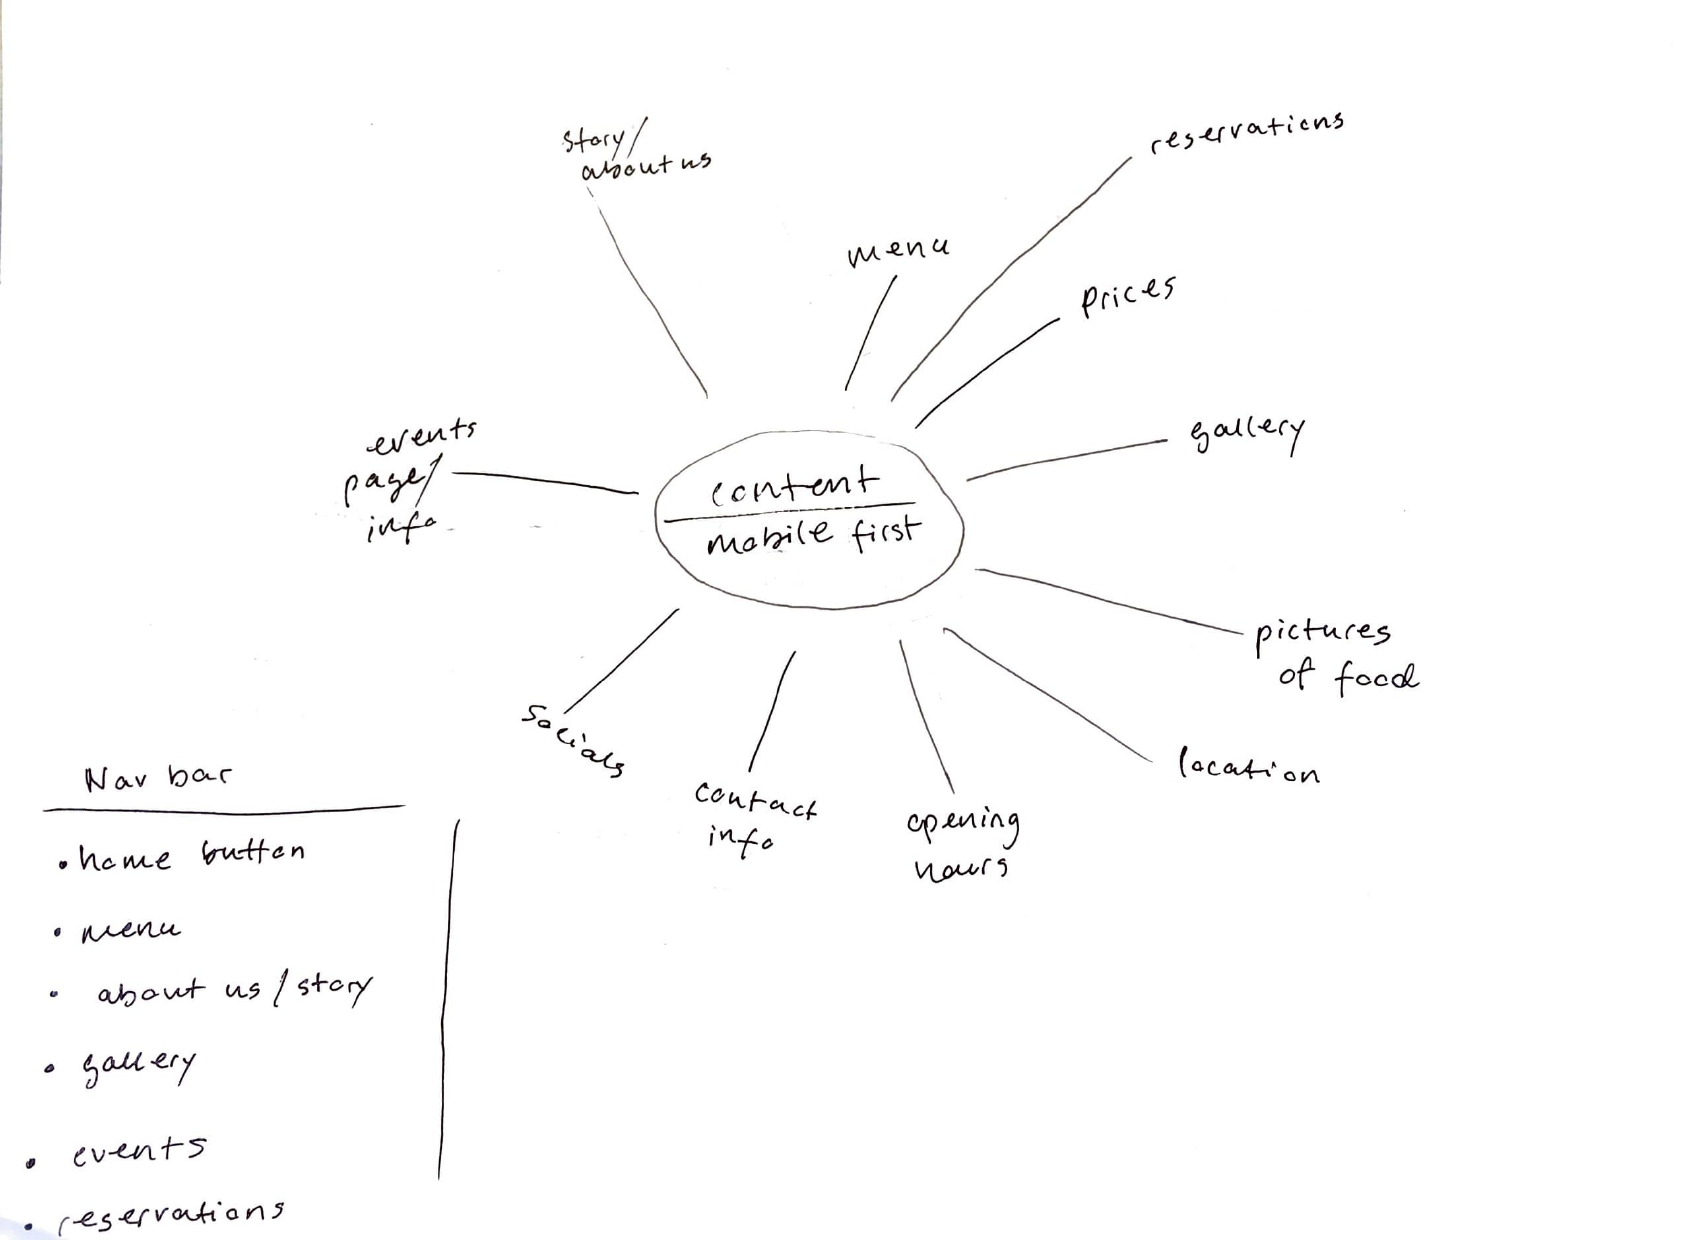 story/
about us
reservations
menu
prices
events
page/
info
gallery
content
mobile first
pictures
of food
location
socials
contact
info
opening
hours
Nav bar
• home button
• menu
• about us / story
• gallery
• events
• reservations